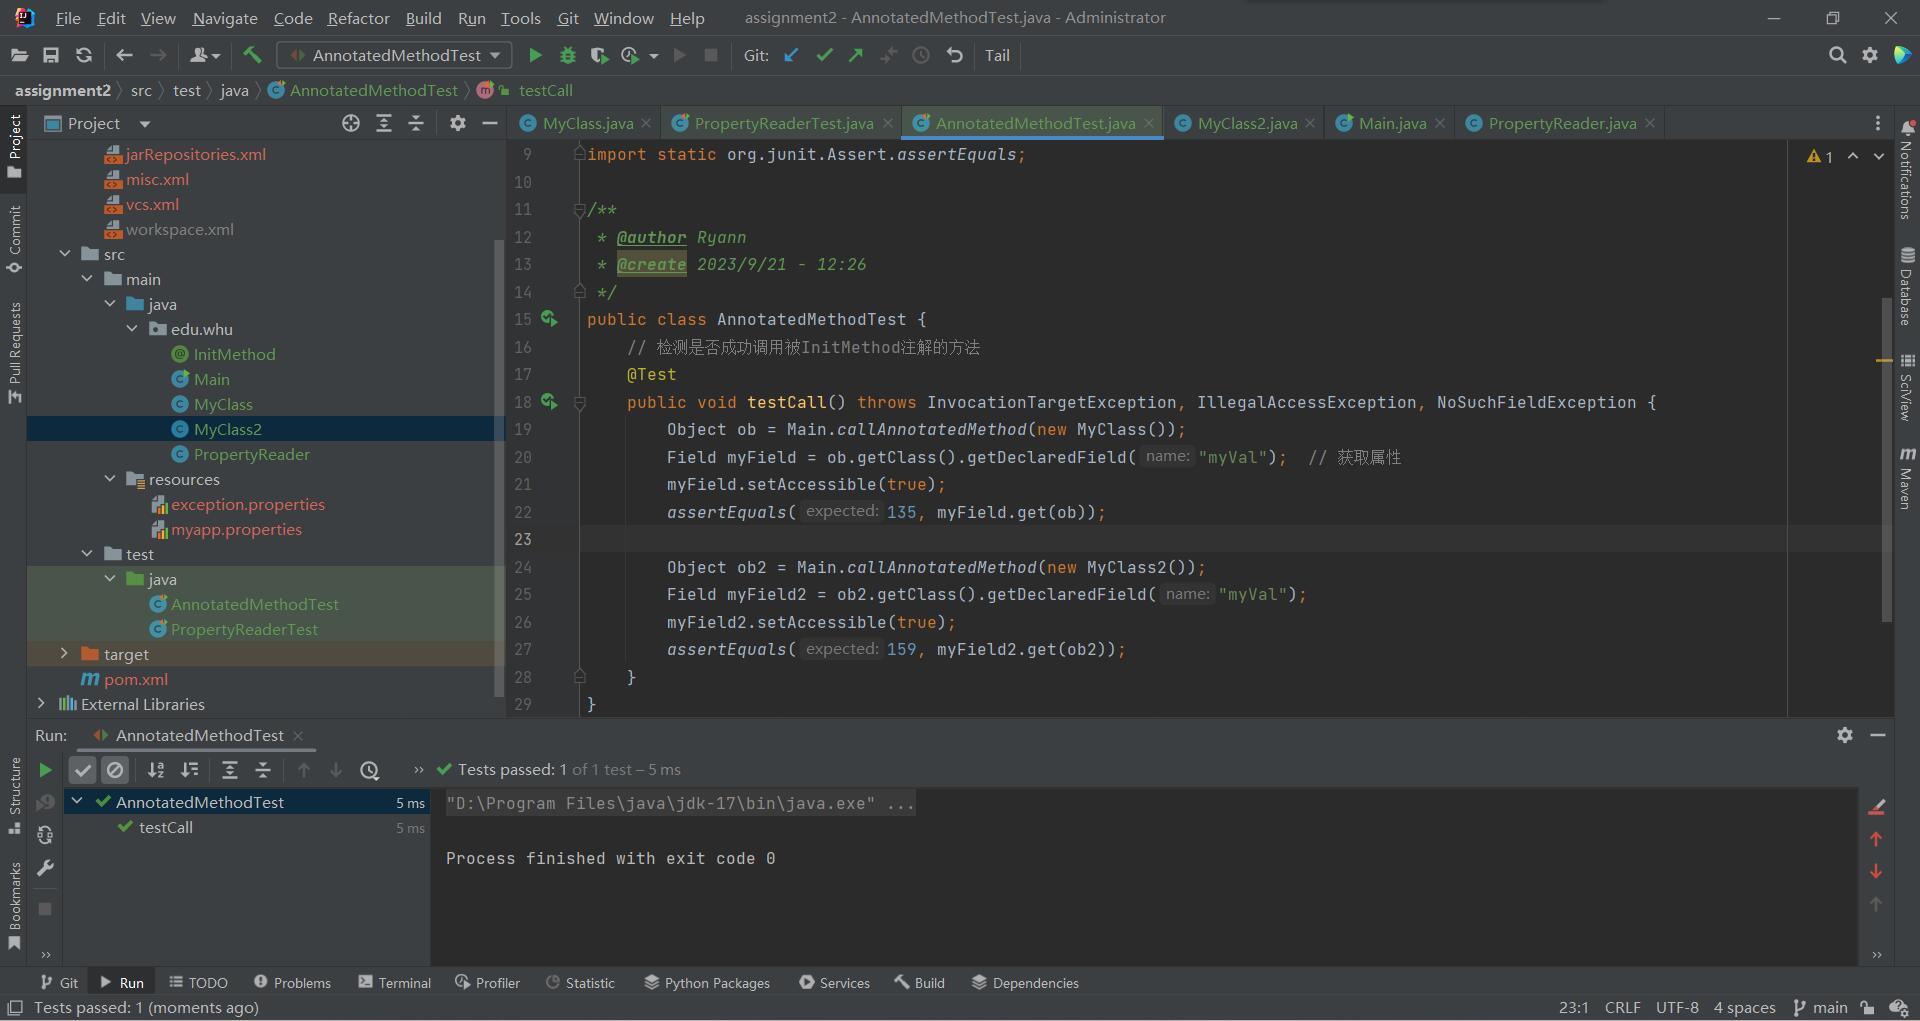 File Edit View Navigate Code Refactor Build Run Tools Git Window Help assignment2 - AnnotatedMethodTest.java - Administrator
AnnotatedMethodTest Git: Tail
assignment2 src test java AnnotatedMethodTest testCall
Project
MyClass.java PropertyReaderTest.java AnnotatedMethodTest.java MyClass2.java Main.java PropertyReader.java
Project
Commit
Pull Requests
Structure
Bookmarks
jarRepositories.xml
misc.xml
vcs.xml
workspace.xml
src
main
java
edu.whu
InitMethod
Main
MyClass
MyClass2
PropertyReader
resources
exception.properties
myapp.properties
test
java
AnnotatedMethodTest
PropertyReaderTest
target
pom.xml
External Libraries
9 import static org.junit.Assert.assertEquals;
10
11 /**
12 * @author Ryann
13 * @create 2023/9/21 - 12:26
14 */
15 public class AnnotatedMethodTest {
16 // 检测是否成功调用被InitMethod注解的方法
17 @Test
18 public void testCall() throws InvocationTargetException, IllegalAccessException, NoSuchFieldException {
19 Object ob = Main.callAnnotatedMethod(new MyClass());
20 Field myField = ob.getClass().getDeclaredField( name: "myVal"); // 获取属性
21 myField.setAccessible(true);
22 assertEquals( expected: 135, myField.get(ob));
23
24 Object ob2 = Main.callAnnotatedMethod(new MyClass2());
25 Field myField2 = ob2.getClass().getDeclaredField( name: "myVal");
26 myField2.setAccessible(true);
27 assertEquals( expected: 159, myField2.get(ob2));
28 }
29 }
1
Notifications
Database
SciView
Maven
Run: AnnotatedMethodTest
Tests passed: 1 of 1 test – 5 ms
AnnotatedMethodTest 5 ms
testCall 5 ms
"D:\Program Files\java\jdk-17\bin\java.exe" ...
Process finished with exit code 0
Git Run TODO Problems Terminal Profiler Statistic Python Packages Services Build Dependencies
Tests passed: 1 (moments ago) 23:1 CRLF UTF-8 4 spaces main